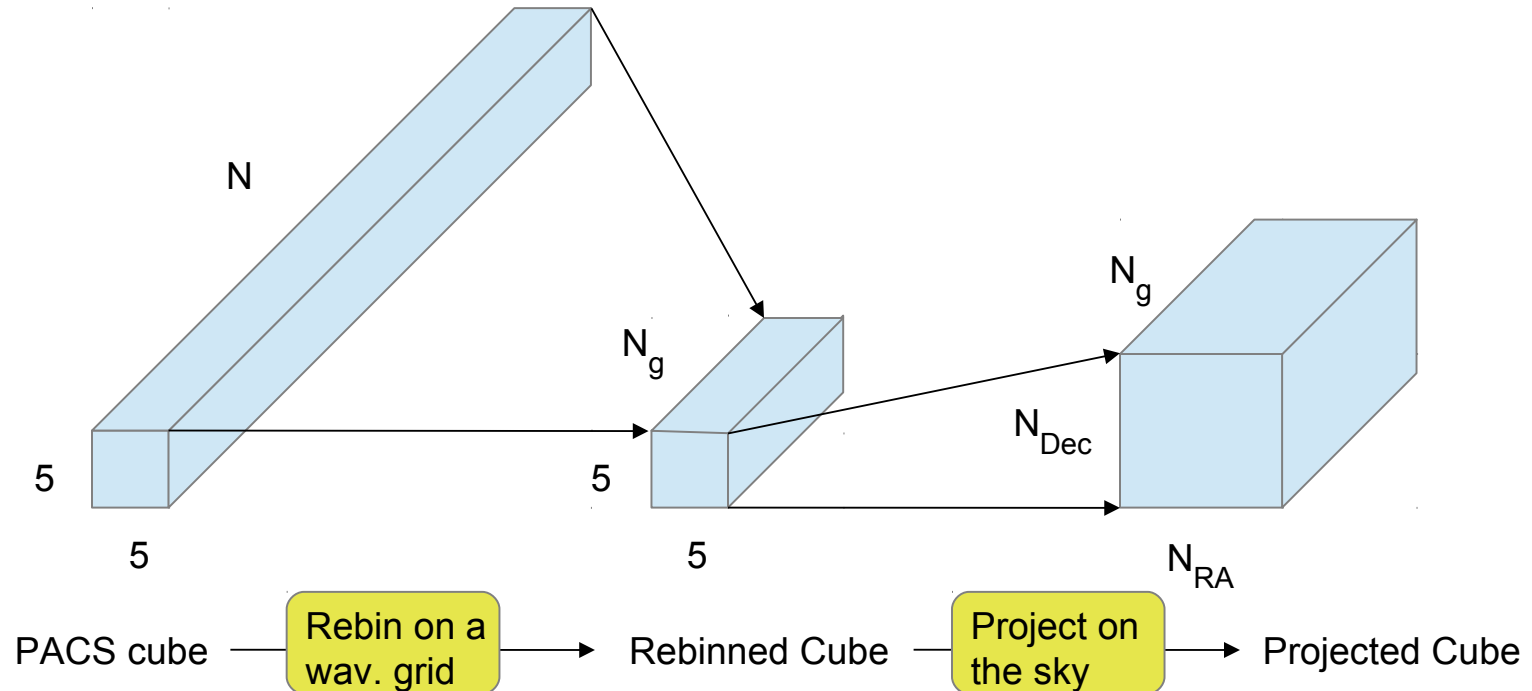 N
5
5
N_g
5
5
N_g
N_Dec
N_RA
PACS cube
Rebin on a
wav. grid
Rebinned Cube
Project on
the sky
Projected Cube